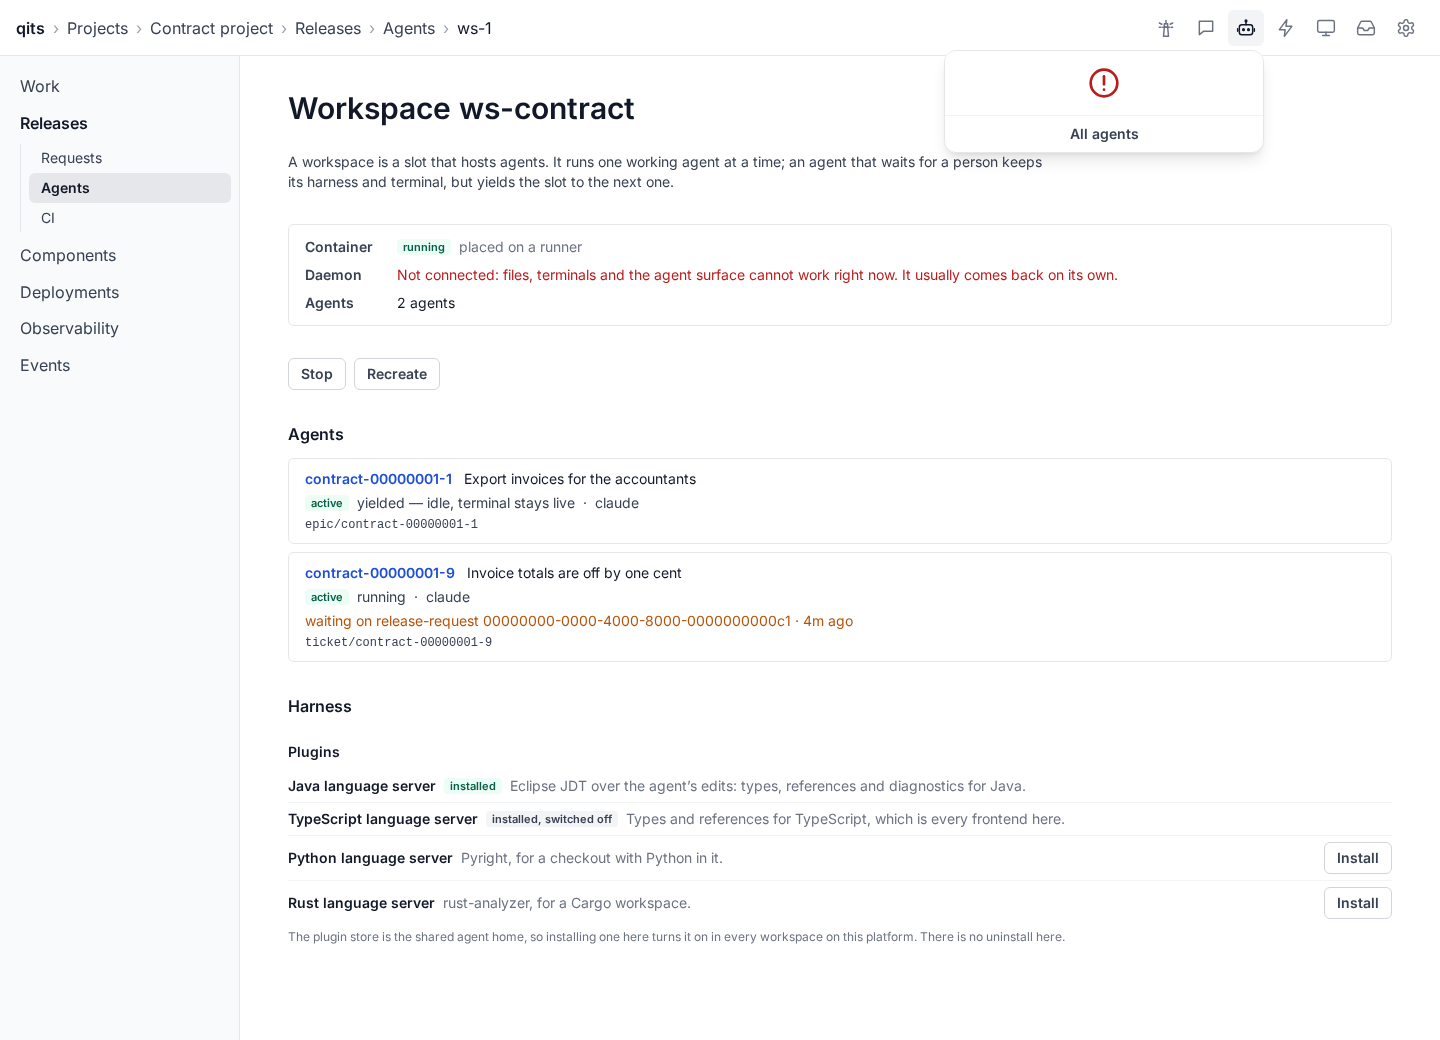 qits › Projects › Contract project › Releases › Agents › ws-1
All agents
Work
Releases
Requests
Agents
CI
Components
Deployments
Observability
Events
Workspace ws-contract
A workspace is a slot that hosts agents. It runs one working agent at a time; an agent that waits for a person keeps
its harness and terminal, but yields the slot to the next one.
Container running placed on a runner
Daemon Not connected: files, terminals and the agent surface cannot work right now. It usually comes back on its own.
Agents 2 agents
Stop Recreate
Agents
contract-00000001-1 Export invoices for the accountants
active yielded — idle, terminal stays live · claude
epic/contract-00000001-1
contract-00000001-9 Invoice totals are off by one cent
active running · claude
waiting on release-request 00000000-0000-4000-8000-0000000000c1 · 4m ago
ticket/contract-00000001-9
Harness
Plugins
Java language server installed Eclipse JDT over the agent’s edits: types, references and diagnostics for Java.
TypeScript language server installed, switched off Types and references for TypeScript, which is every frontend here.
Python language server Pyright, for a checkout with Python in it. Install
Rust language server rust-analyzer, for a Cargo workspace. Install
The plugin store is the shared agent home, so installing one here turns it on in every workspace on this platform. There is no uninstall here.